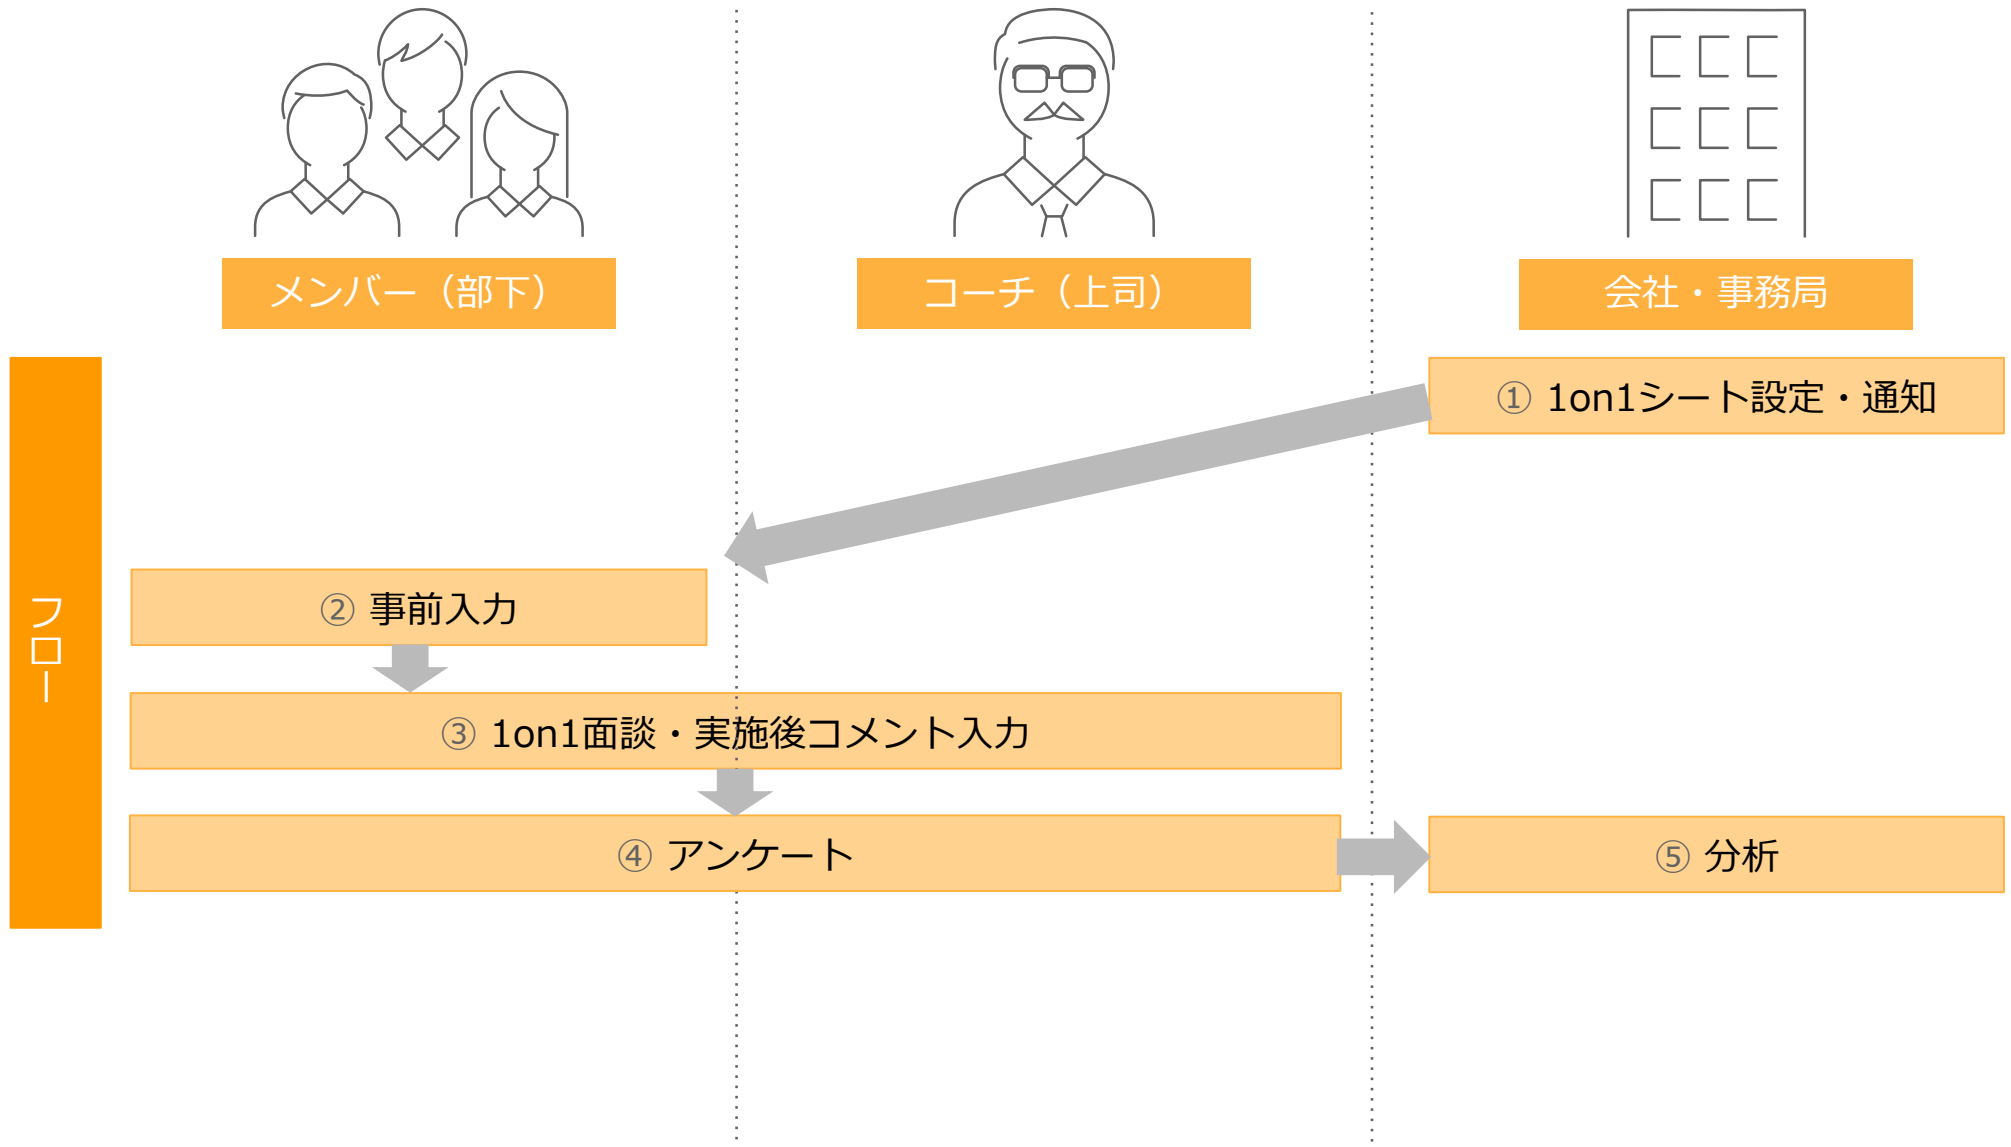 メンバー（部下）
コーチ（上司）
会社・事務局
フロー
① 1on1シート設定・通知
② 事前入力
③ 1on1面談・実施後コメント入力
④ アンケート
⑤ 分析